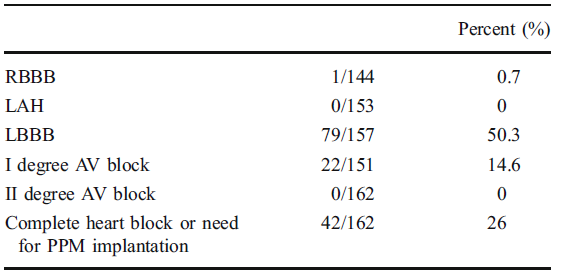 Percent (%)
RBBB 1/144 0.7
LAH 0/153 0
LBBB 79/157 50.3
I degree AV block 22/151 14.6
II degree AV block 0/162 0
Complete heart block or need 42/162 26
for PPM implantation